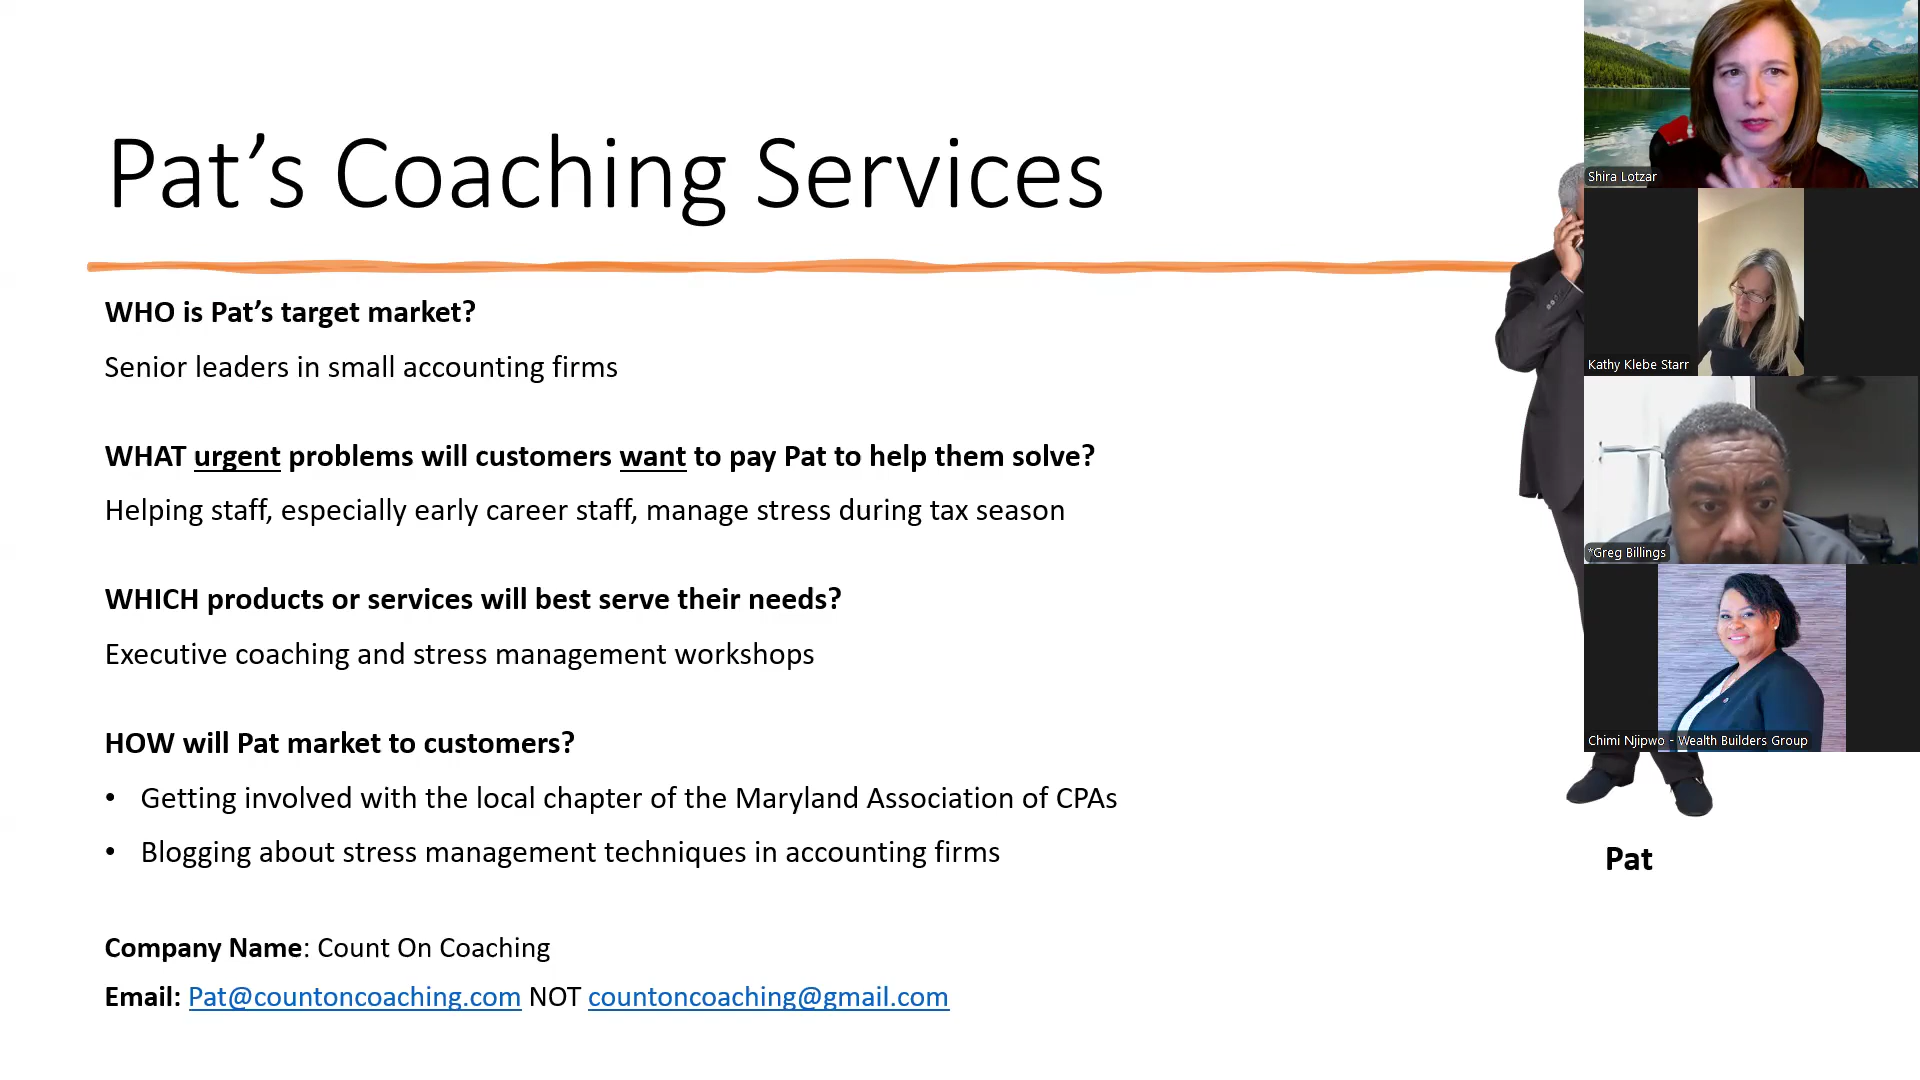 Pat’s Coaching Services
WHO is Pat’s target market?
Senior leaders in small accounting firms
WHAT urgent problems will customers want to pay Pat to help them solve?
Helping staff, especially early career staff, manage stress during tax season
WHICH products or services will best serve their needs?
Executive coaching and stress management workshops
HOW will Pat market to customers?
• Getting involved with the local chapter of the Maryland Association of CPAs
• Blogging about stress management techniques in accounting firms
Company Name: Count On Coaching
Email: Pat@countoncoaching.com NOT countoncoaching@gmail.com
Pat
Shira Lotzar
Kathy Klebe Starr
*Greg Billings
Chimi Njipwo - Wealth Builders Group